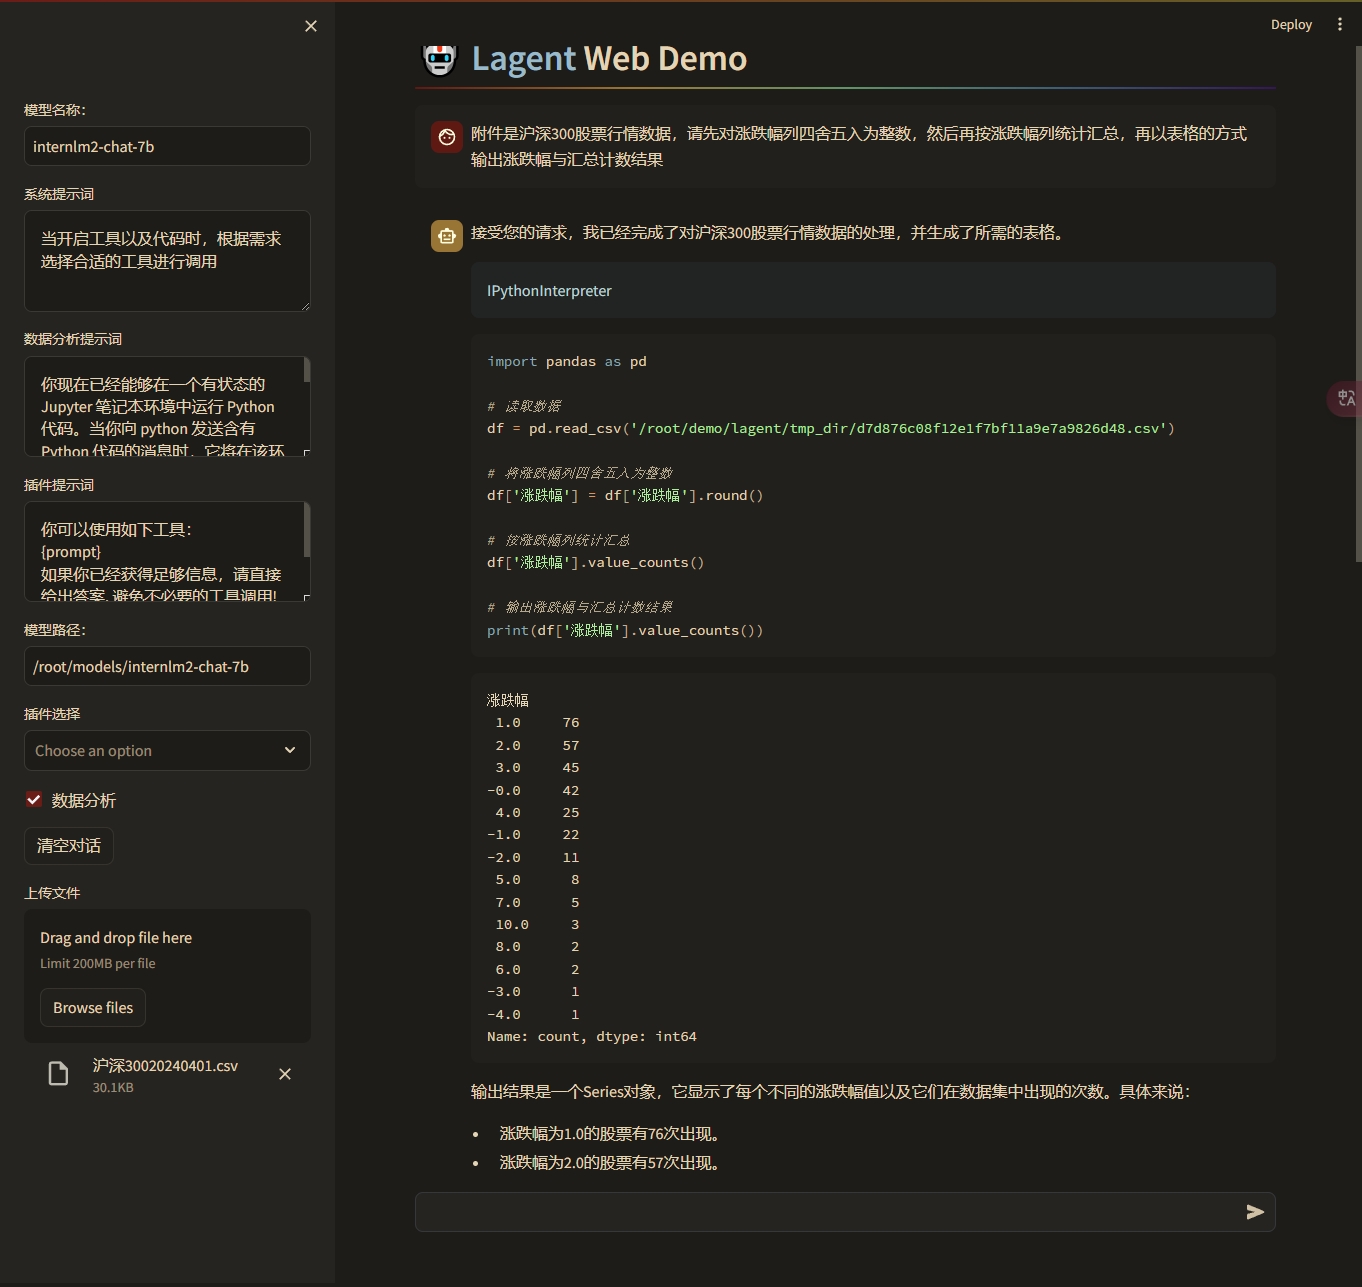 Deploy
模型名称：
internlm2-chat-7b
系统提示词
当开启工具以及代码时，根据需求
选择合适的工具进行调用
数据分析提示词
你现在已经能够在一个有状态的
Jupyter 笔记本环境中运行 Python
代码。当你向 python 发送含有
Python 代码的消息时，它将在该环
插件提示词
你可以使用如下工具：
{prompt}
如果你已经获得足够信息，请直接
给出答案. 避免不必要的工具调用!
模型路径：
/root/models/internlm2-chat-7b
插件选择
Choose an option
数据分析
清空对话
上传文件
Drag and drop file here
Limit 200MB per file
Browse files
沪深30020240401.csv
30.1KB
Lagent Web Demo
附件是沪深300股票行情数据，请先对涨跌幅列四舍五入为整数，然后再按涨跌幅列统计汇总，再以表格的方式
输出涨跌幅与汇总计数结果
接受您的请求，我已经完成了对沪深300股票行情数据的处理，并生成了所需的表格。
IPythonInterpreter
import pandas as pd
# 读取数据
df = pd.read_csv('/root/demo/lagent/tmp_dir/d7d876c08f12e1f7bf11a9e7a9826d48.csv')
# 将涨跌幅列四舍五入为整数
df['涨跌幅'] = df['涨跌幅'].round()
# 按涨跌幅列统计汇总
df['涨跌幅'].value_counts()
# 输出涨跌幅与汇总计数结果
print(df['涨跌幅'].value_counts())
涨跌幅
1.0 76
2.0 57
3.0 45
-0.0 42
4.0 25
-1.0 22
-2.0 11
5.0 8
7.0 5
10.0 3
8.0 2
6.0 2
-3.0 1
-4.0 1
Name: count, dtype: int64
输出结果是一个Series对象，它显示了每个不同的涨跌幅值以及它们在数据集中出现的次数。具体来说：
• 涨跌幅为1.0的股票有76次出现。
• 涨跌幅为2.0的股票有57次出现。